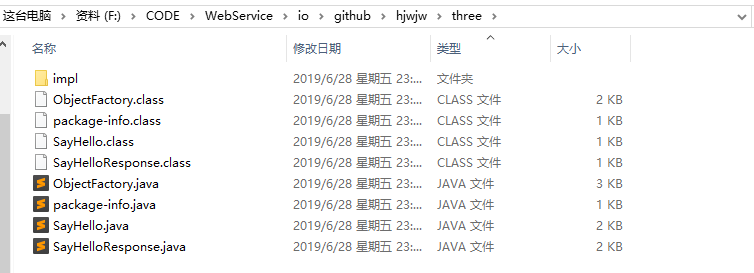 这台电脑 › 资料 (F:) › CODE › WebService › io › github › hjwjw › three ›
名称 修改日期 类型 大小
impl 2019/6/28 星期五 23:... 文件夹
ObjectFactory.class 2019/6/28 星期五 23:... CLASS 文件 2 KB
package-info.class 2019/6/28 星期五 23:... CLASS 文件 1 KB
SayHello.class 2019/6/28 星期五 23:... CLASS 文件 1 KB
SayHelloResponse.class 2019/6/28 星期五 23:... CLASS 文件 1 KB
ObjectFactory.java 2019/6/28 星期五 23:... JAVA 文件 3 KB
package-info.java 2019/6/28 星期五 23:... JAVA 文件 1 KB
SayHello.java 2019/6/28 星期五 23:... JAVA 文件 2 KB
SayHelloResponse.java 2019/6/28 星期五 23:... JAVA 文件 2 KB